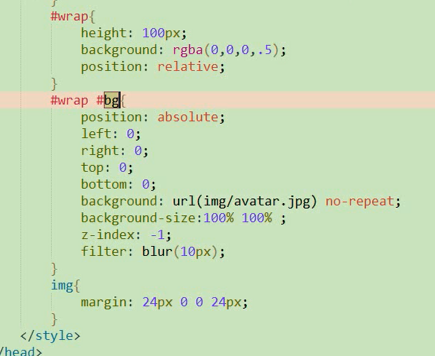 }
#wrap{
height: 100px;
background: rgba(0,0,0,.5);
position: relative;
}
#wrap #bg{
position: absolute;
left: 0;
right: 0;
top: 0;
bottom: 0;
background: url(img/avatar.jpg) no-repeat;
background-size:100% 100% ;
z-index: -1;
filter: blur(10px);
}
img{
margin: 24px 0 0 24px;
}
</style>
/head>